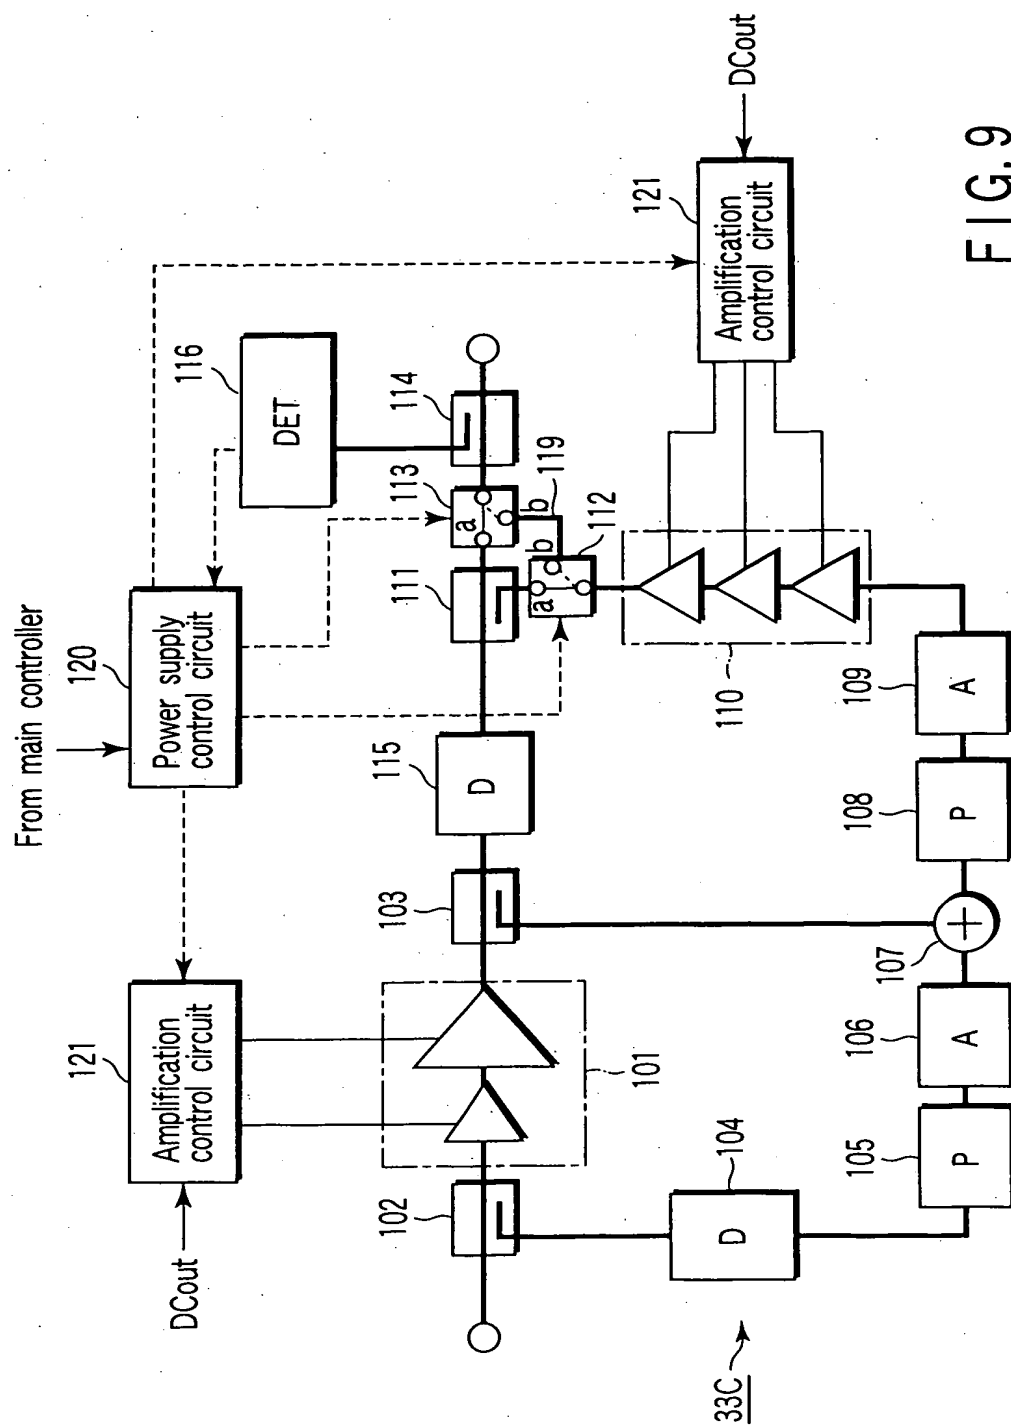 From main controller
120
Power supply
control circuit
121
Amplification
control circuit
DCout
116
DET
121
Amplification
control circuit
DCout
102
101
103
115
D
111
113
a
b
114
119
112
a
b
110
104
D
105
P
106
A
107
+
108
P
109
A
33C
FIG. 9